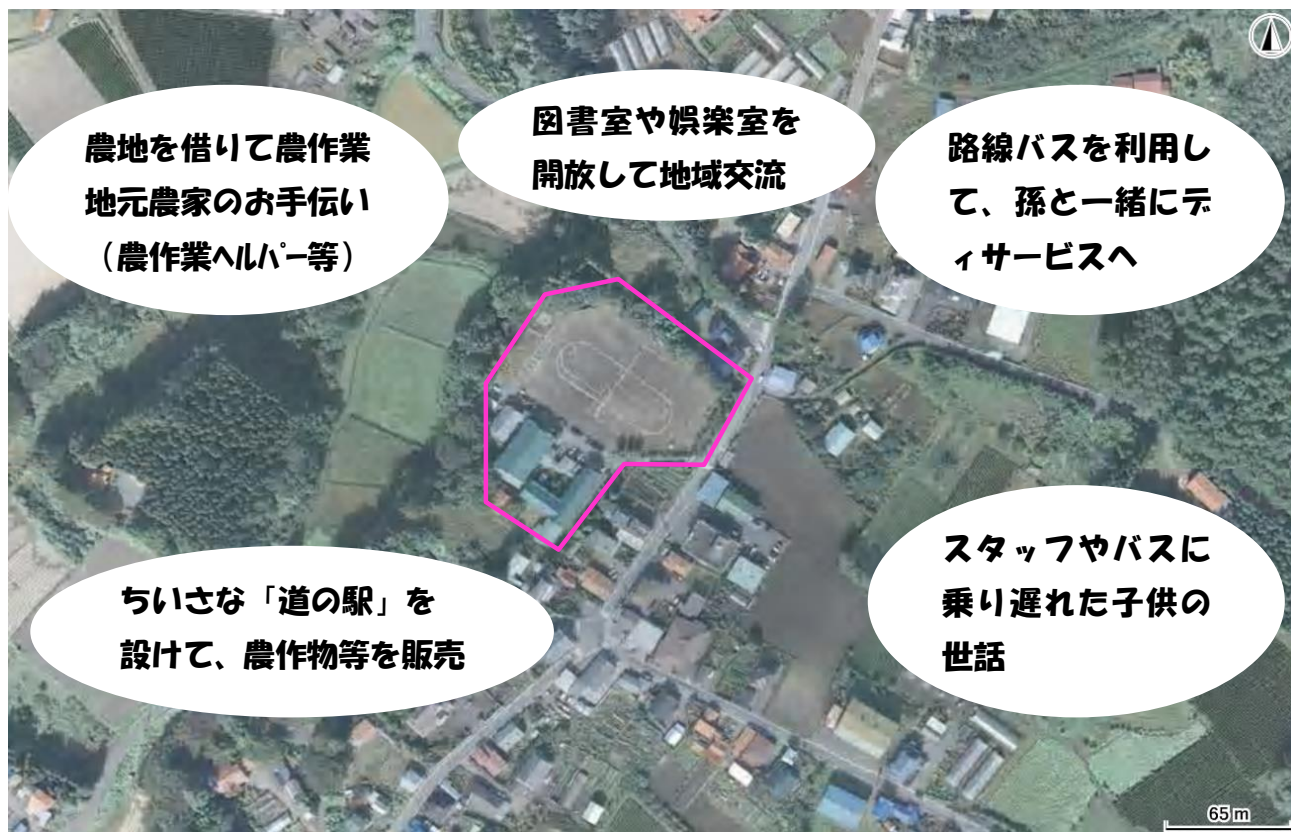 農地を借りて農作業
地元農家のお手伝い
（農作業ﾍﾙﾊﾟｰ等）
図書室や娯楽室を
開放して地域交流
路線バスを利用し
て、孫と一緒にデ
ィサービスへ
ちいさな「道の駅」を
設けて、農作物等を販売
スタッフやバスに
乗り遅れた子供の
世話
65 m